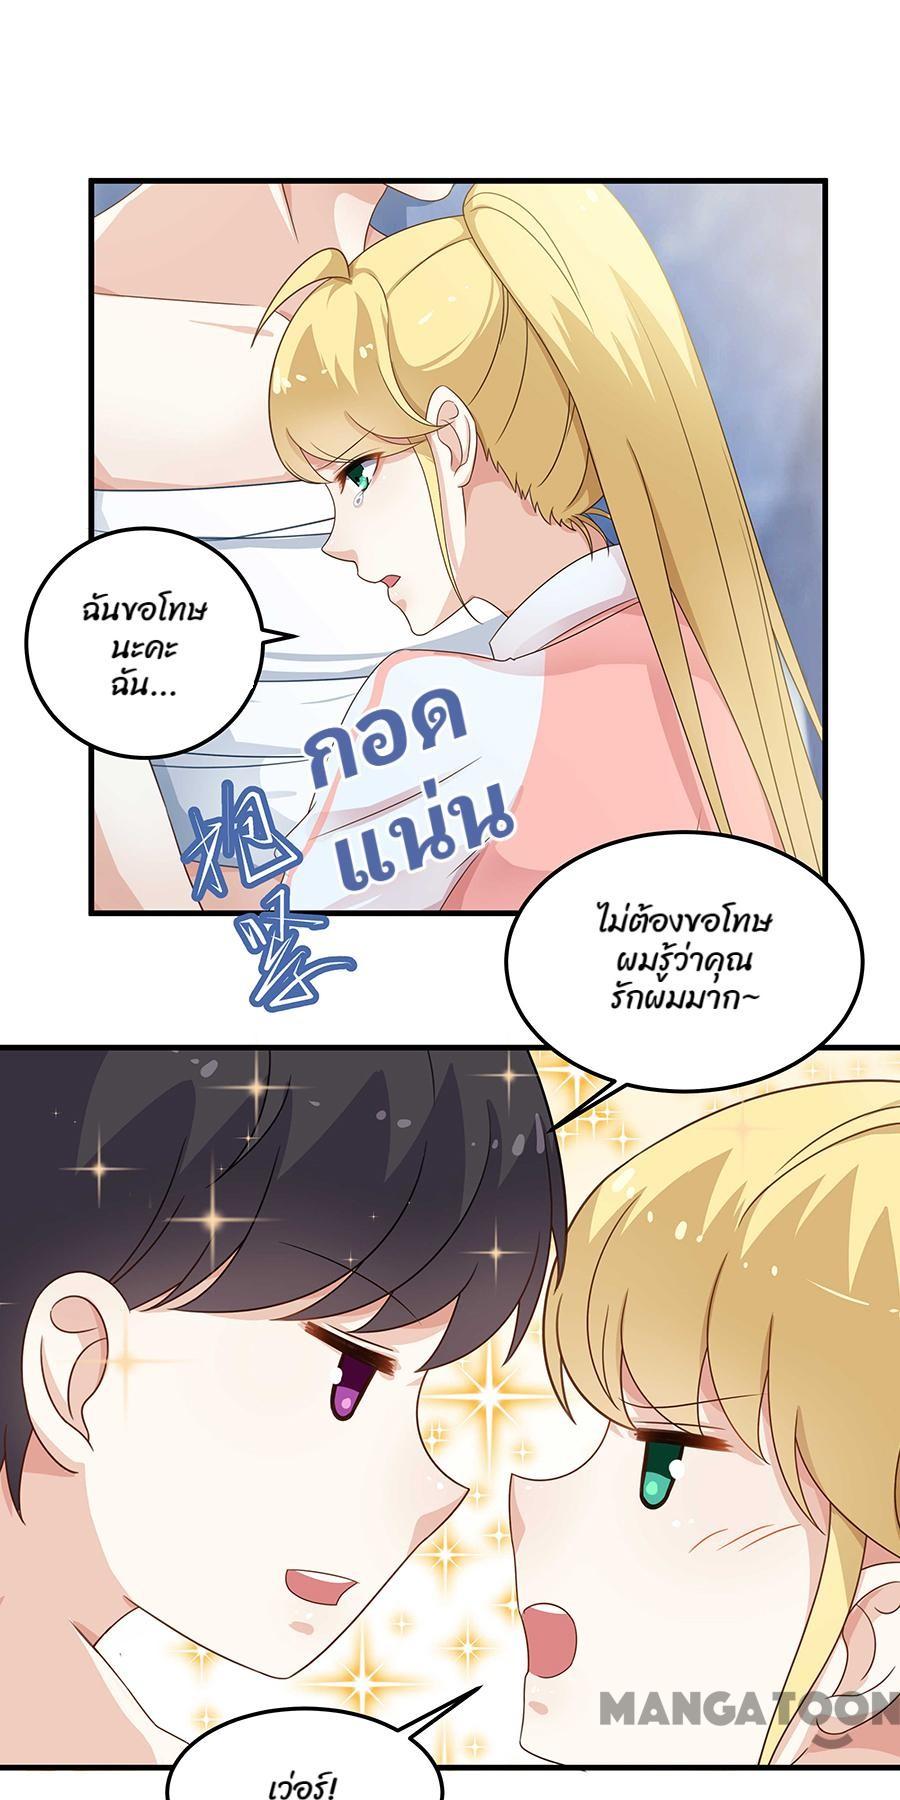 ฉันขอโทษ
นะคะ
ฉัน...
กอด
แน่น
抱
紧
ไม่ต้องขอโทษ
ผมรู้ว่าคุณ
รักผมมาก~
MANGATOON
เว่อร์!